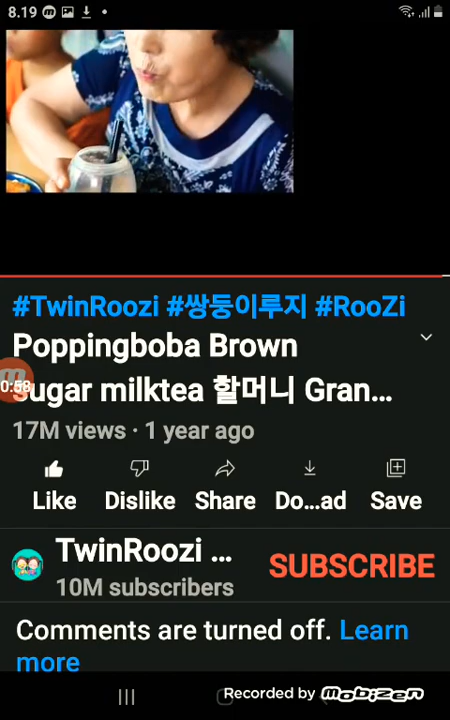 8.19
#TwinRoozi #쌍둥이루지 #RooZi
Poppingboba Brown
sugar milktea 할머니 Gran...
0:58
17M views · 1 year ago
Like Dislike Share Do...ad Save
TwinRoozi ...
SUBSCRIBE
10M subscribers
Comments are turned off. Learn
more
Recorded by Mobizen